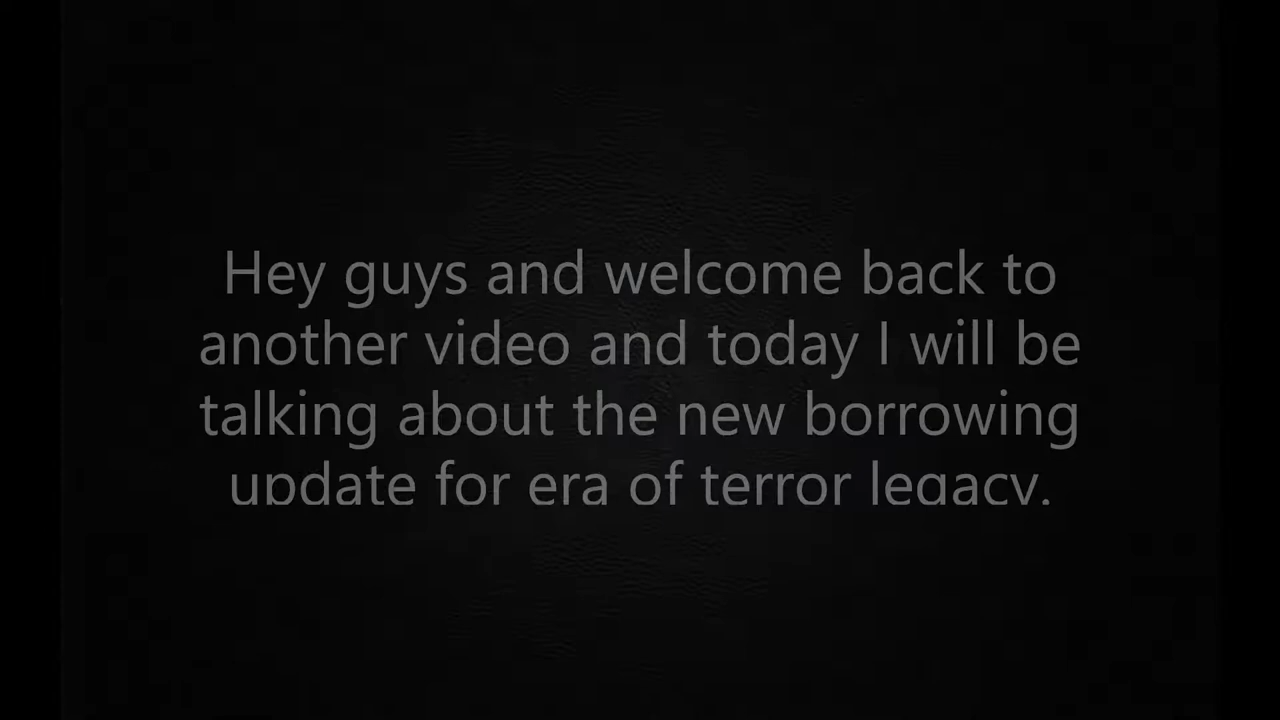 Hey guys and welcome back to
another video and today I will be
talking about the new borrowing
update for era of terror legacy.